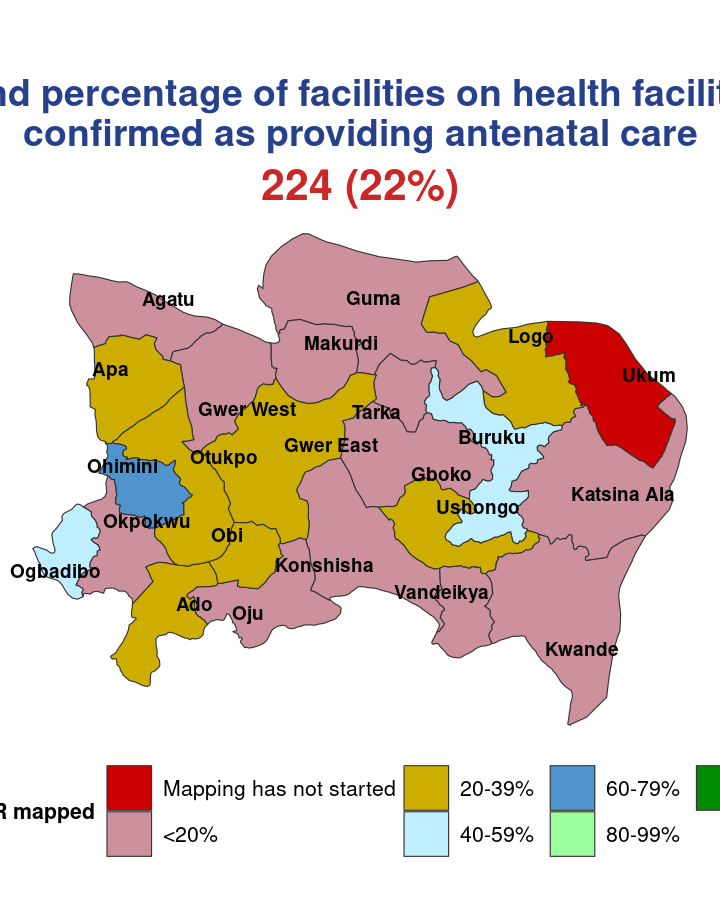 percentage of facilities on health
confirmed as providing antenatal care
224 (22%)
Agatu
Guma
Logo
Makurdi
Apa
Ukum
Gwer West
Tarka
Buruku
Gwer East
Otukpo
Ohimini
Gboko
Katsina Ala
Ushongo
Okpokwu
Obi
Konshisha
Ogbadibo
Vandeikya
Ado
Oju
Kwande
mapped
Mapping has not started
20-39%
60-79%
<20%
40-59%
80-99%